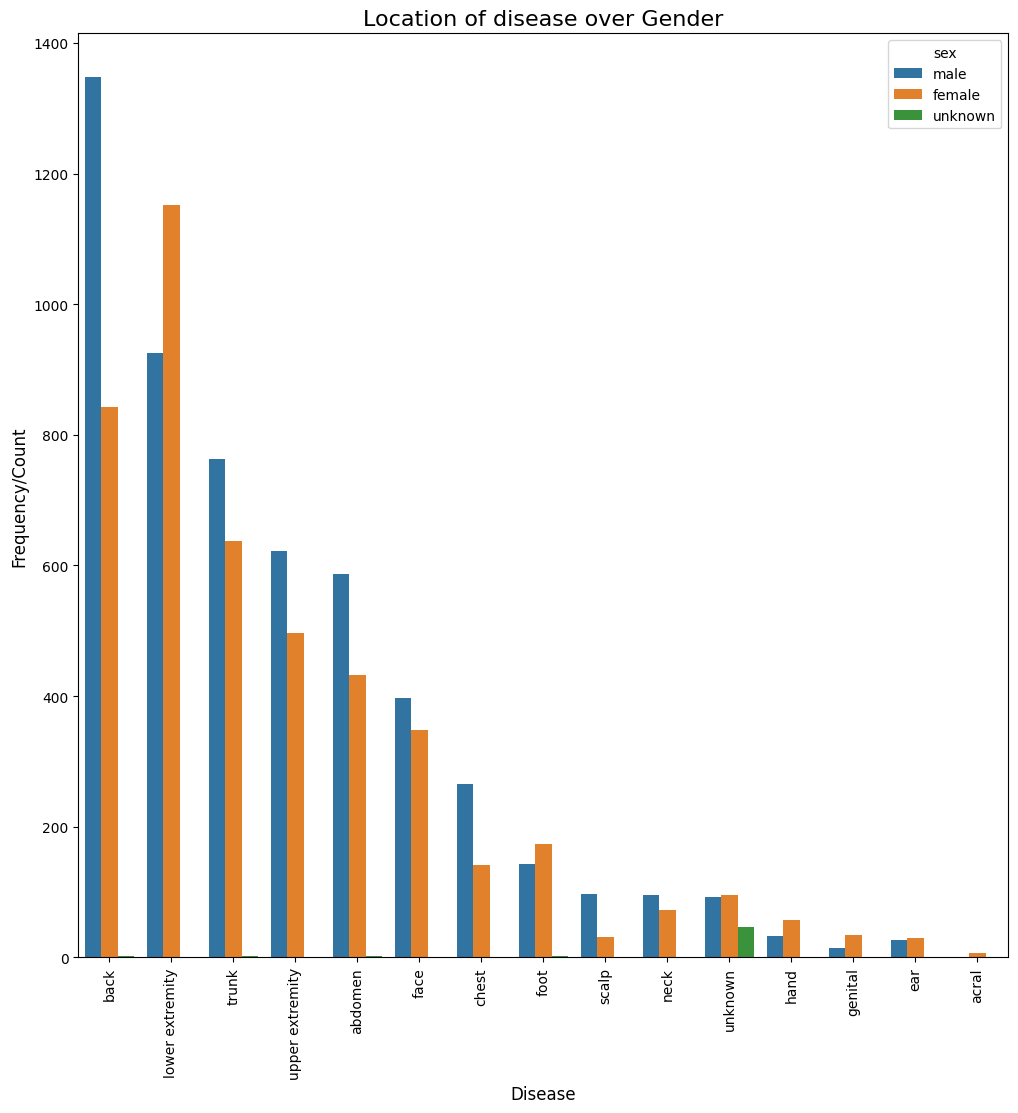 Location of disease over Gender
sex
male
female
unknown
Frequency/Count
1400
1200
1000
800
600
400
200
0
back
lower extremity
trunk
upper extremity
abdomen
face
chest
foot
scalp
neck
unknown
hand
genital
ear
acral
Disease